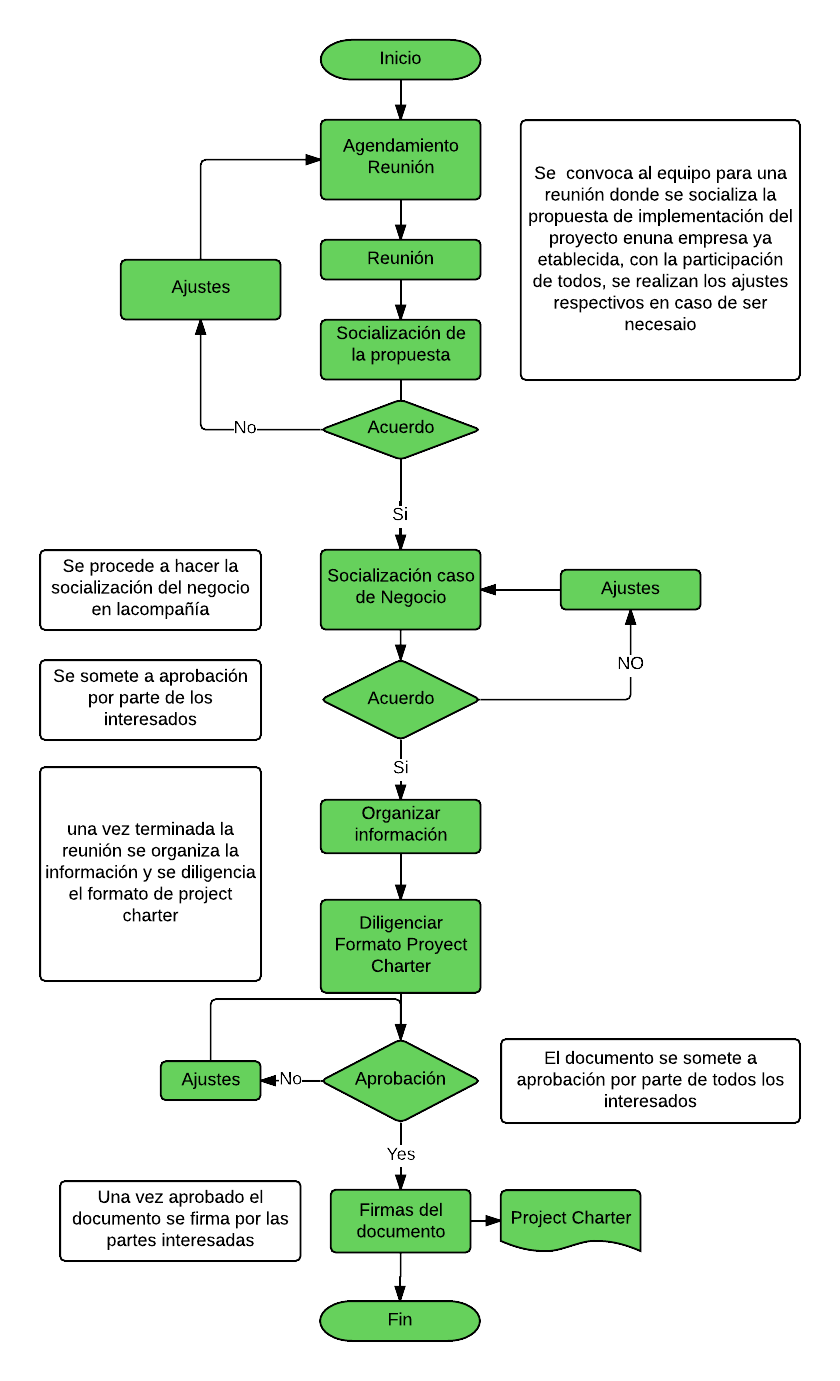 Inicio
Agendamiento
Reunión
Se  convoca al equipo para una
reunión donde se socializa la
propuesta de implementación del
proyecto enuna empresa ya
etablecida, con la participación
de todos, se realizan los ajustes
respectivos en caso de ser
necesaio
Reunión
Ajustes
Socialización de
la propuesta
Acuerdo
No
Si
Se procede a hacer la
socialización del negocio
en lacompañía
Socialización caso
de Negocio
Ajustes
NO
Se somete a aprobación
por parte de los
interesados
Acuerdo
Si
Organizar
información
una vez terminada la
reunión se organiza la
información y se diligencia
el formato de project
charter
Diligenciar
Formato Proyect
Charter
Ajustes
No
Aprobación
El documento se somete a
aprobación por parte de todos los
interesados
Yes
Una vez aprobado el
documento se firma por las
partes interesadas
Firmas del
documento
Project Charter
Fin